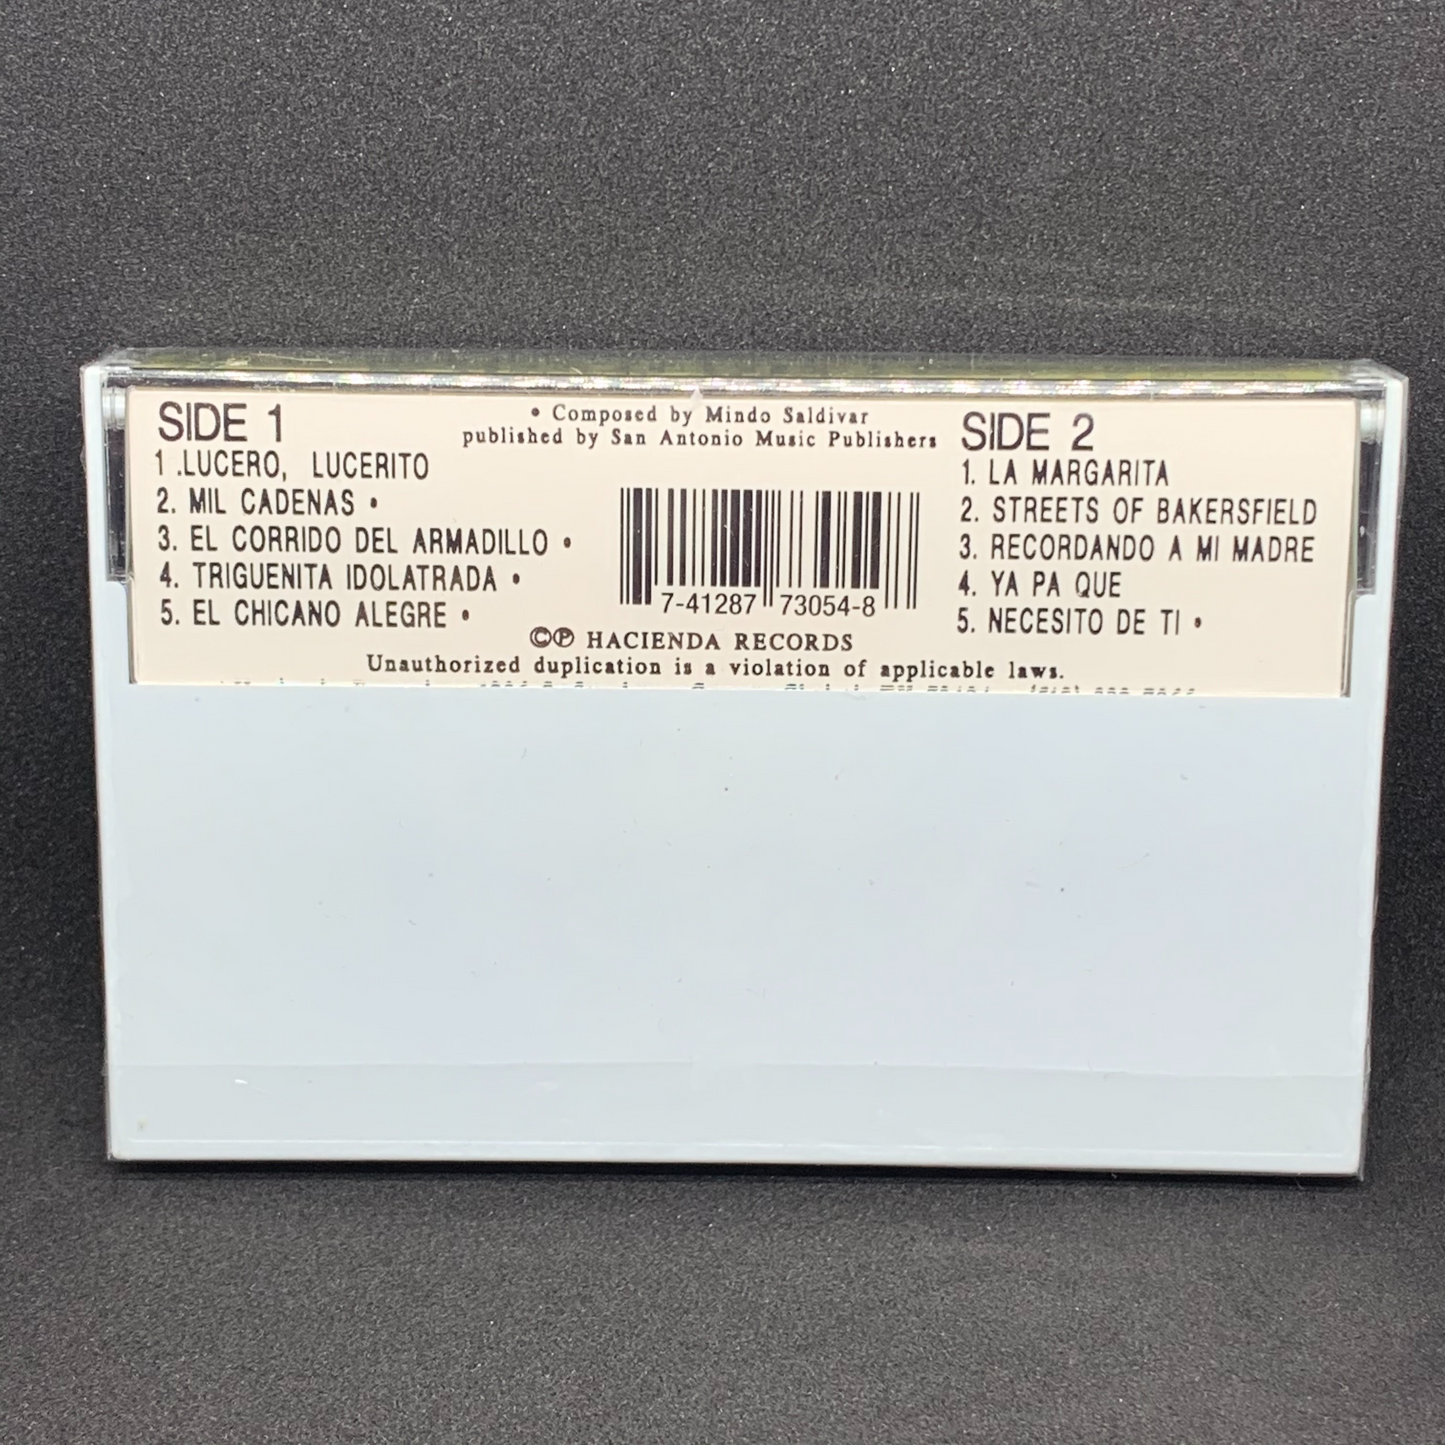 SIDE 1
1 .LUCERO, LUCERITO
2. MIL CADENAS •
3. EL CORRIDO DEL ARMADILLO •
4. TRIGUENITA IDOLATRADA •
5. EL CHICANO ALEGRE •
• Composed by Mindo Saldivar
published by San Antonio Music Publishers
7-41287 73054-8
©℗ HACIENDA RECORDS
Unauthorized duplication is a violation of applicable laws.
SIDE 2
1. LA MARGARITA
2. STREETS OF BAKERSFIELD
3. RECORDANDO A MI MADRE
4. YA PA QUE
5. NECESITO DE TI •